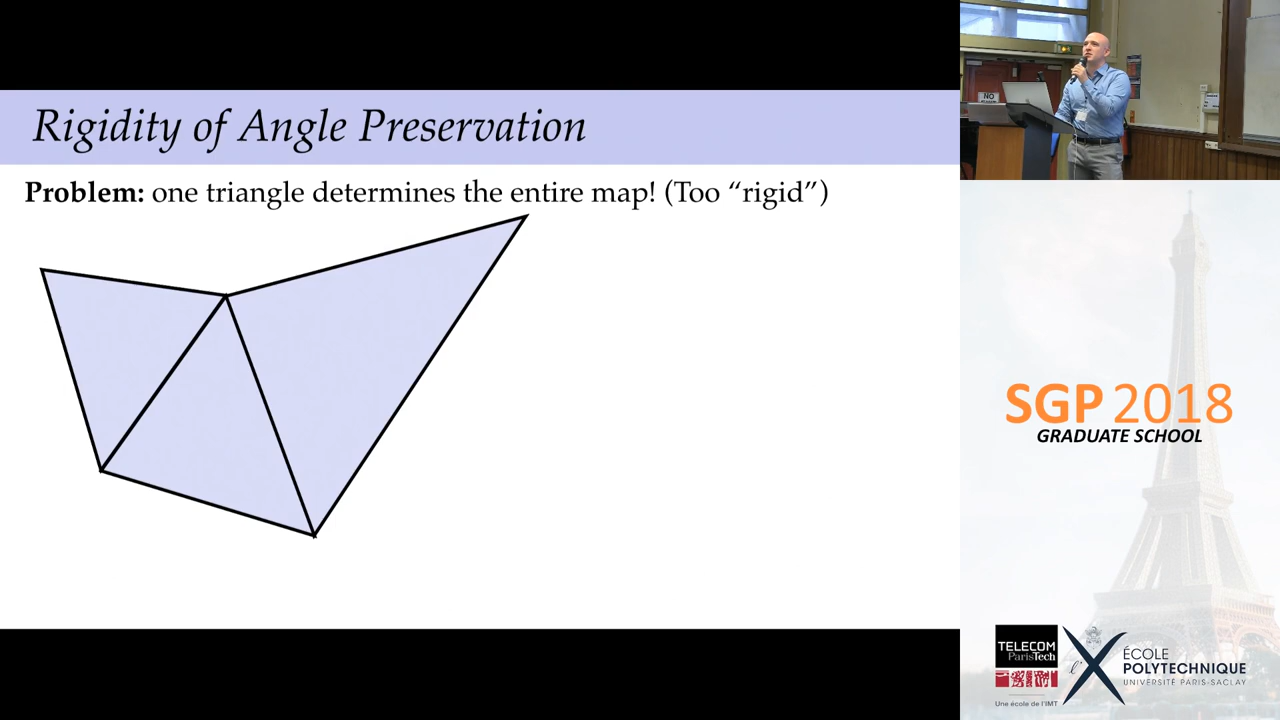 Rigidity of Angle Preservation
Problem: one triangle determines the entire map! (Too “rigid”)
NO
SGP 2018
GRADUATE SCHOOL
TELECOM
ParisTech
Une école de l'IMT
ÉCOLE
POLYTECHNIQUE
UNIVERSITÉ PARIS-SACLAY